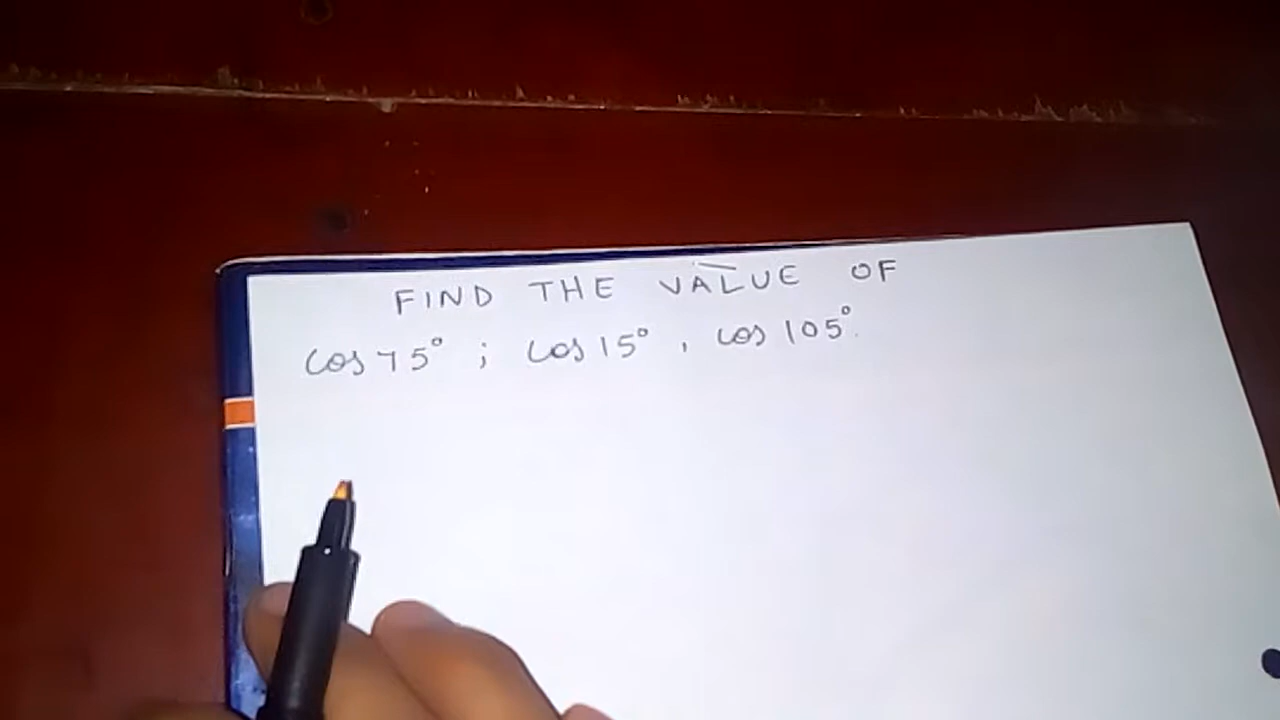 FIND THE VALUE OF
cos 75° ; cos 15° , cos 105°.